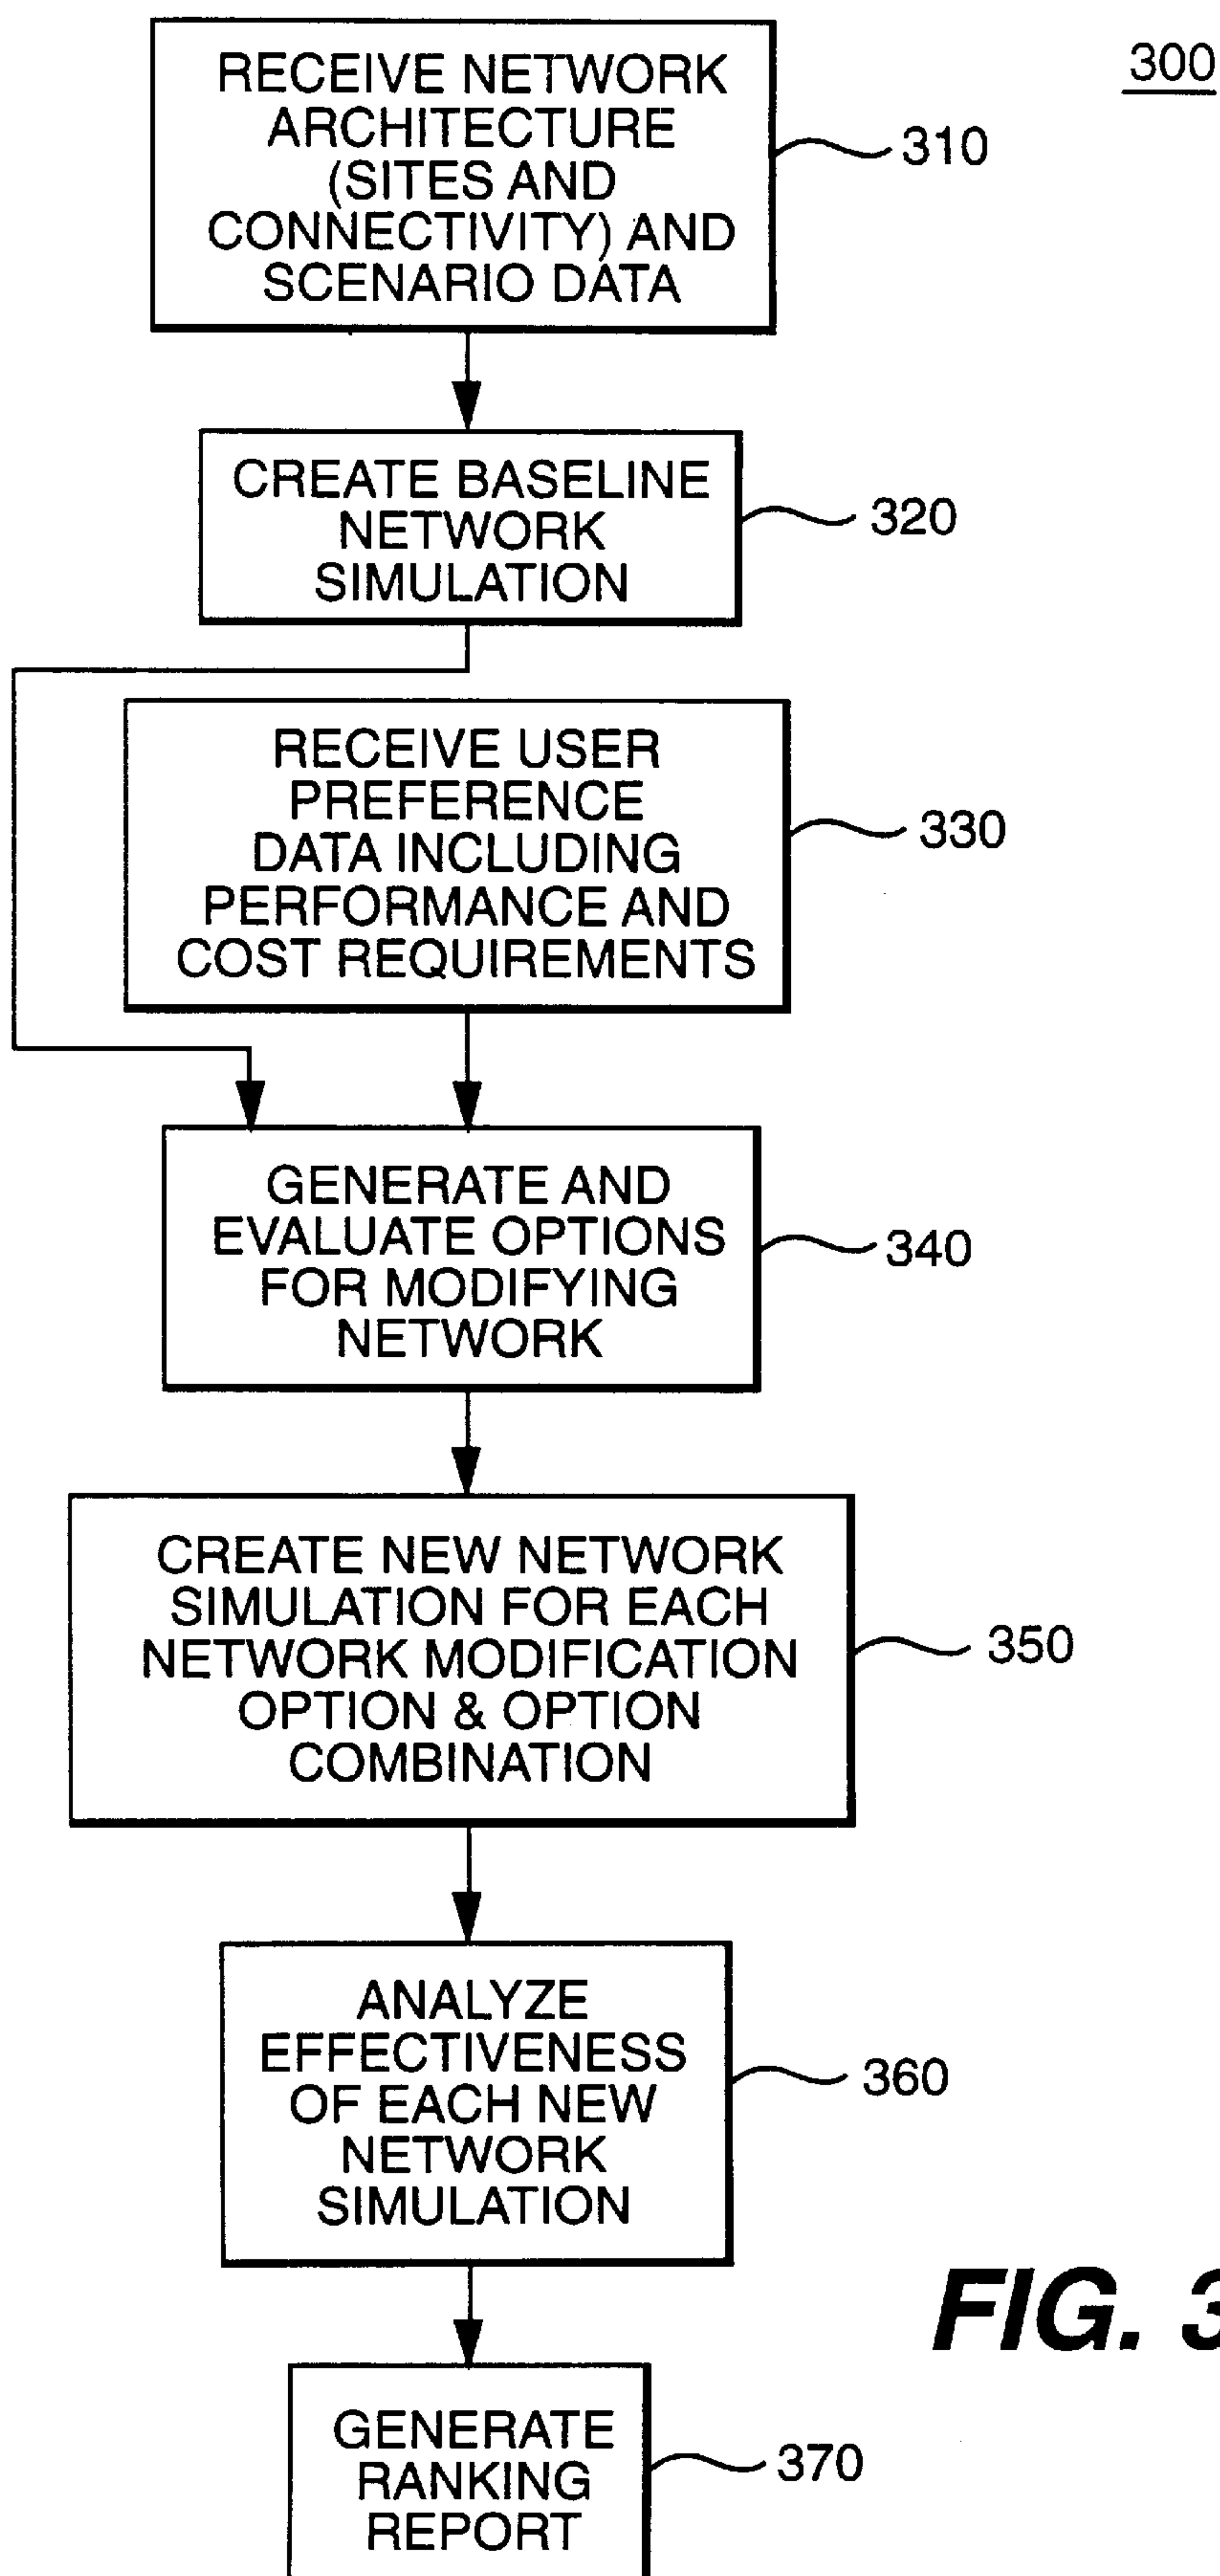 300
RECEIVE NETWORK
ARCHITECTURE
(SITES AND
CONNECTIVITY) AND
SCENARIO DATA
310
CREATE BASELINE
NETWORK
SIMULATION
320
RECEIVE USER
PREFERENCE
DATA INCLUDING
PERFORMANCE AND
COST REQUIREMENTS
330
GENERATE AND
EVALUATE OPTIONS
FOR MODIFYING
NETWORK
340
CREATE NEW NETWORK
SIMULATION FOR EACH
NETWORK MODIFICATION
OPTION & OPTION
COMBINATION
350
ANALYZE
EFFECTIVENESS
OF EACH NEW
NETWORK
SIMULATION
360
FIG. 3
GENERATE
RANKING
REPORT
370